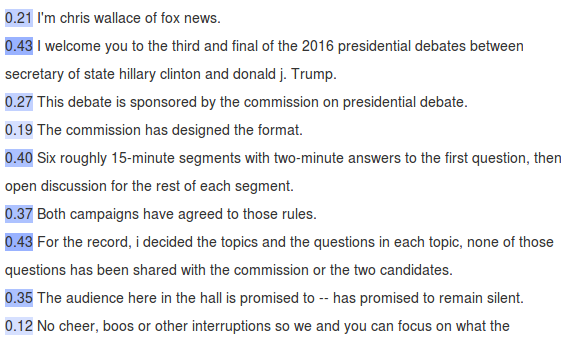 0.21 I'm chris wallace of fox news.
0.43 I welcome you to the third and final of the 2016 presidential debates between
secretary of state hillary clinton and donald j. Trump.
0.27 This debate is sponsored by the commission on presidential debate.
0.19 The commission has designed the format.
0.40 Six roughly 15-minute segments with two-minute answers to the first question, then
open discussion for the rest of each segment.
0.37 Both campaigns have agreed to those rules.
0.43 For the record, i decided the topics and the questions in each topic, none of those
questions has been shared with the commission or the two candidates.
0.35 The audience here in the hall is promised to -- has promised to remain silent.
0.12 No cheer, boos or other interruptions so we and you can focus on what the